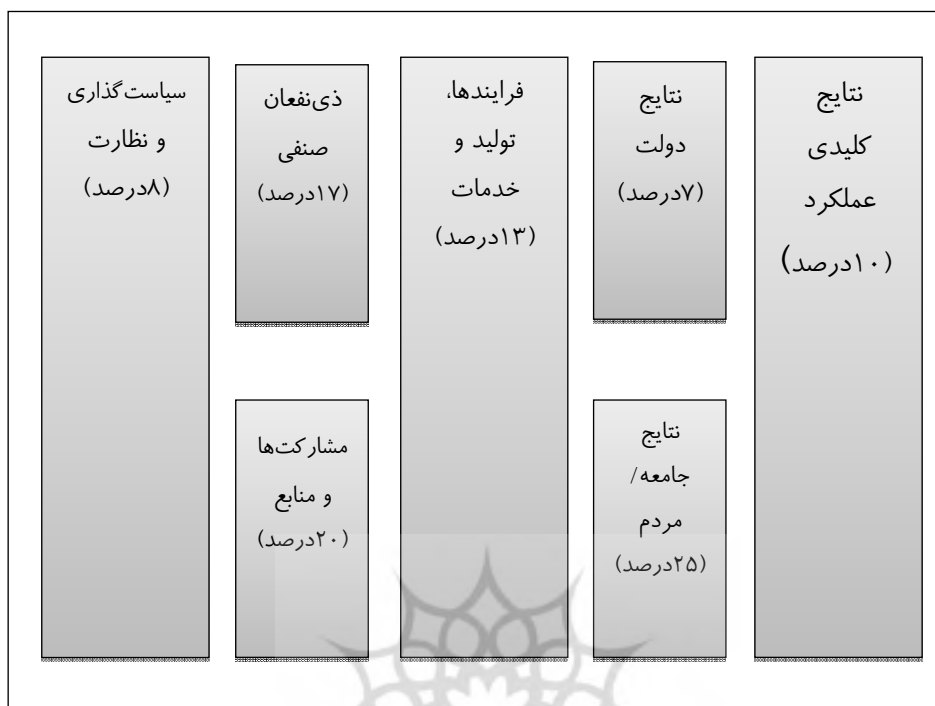 سیاست‌گذاری
و نظارت
(۸درصد)
ذی‌نفعان
صنفی
(۱۷درصد)
مشارکت‌ها
و منابع
(۲۰درصد)
فرایندها،
تولید و
خدمات
(۱۳درصد)
نتایج
دولت
(۷درصد)
نتایج
جامعه/
مردم
(۲۵درصد)
نتایج
کلیدی
عملکرد
(۱۰درصد)